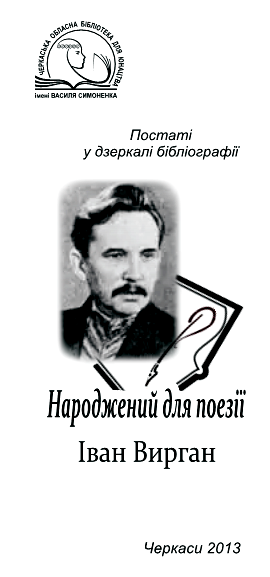 ЧЕРКАСЬКА ОБЛАСНА БІБЛІОТЕКА ДЛЯ ЮНАЦТВА
імені ВАСИЛЯ СИМОНЕНКА
Постаті
у дзеркалі бібліографії
Народжений для поезії
Іван Вирган
Черкаси 2013